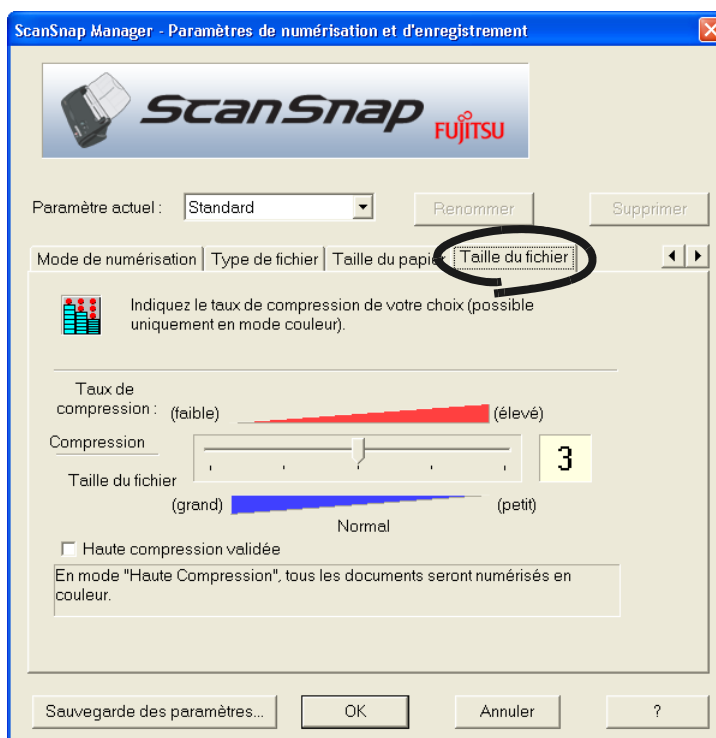 ScanSnap Manager - Paramètres de numérisation et d'enregistrement
ScanSnap
FUJITSU
Paramètre actuel : Standard Renommer Supprimer
Mode de numérisation Type de fichier Taille du papier Taille du fichier
Indiquez le taux de compression de votre choix (possible
uniquement en mode couleur).
Taux de
compression : (faible) (élevé)
Compression 3
Taille du fichier
(grand) (petit)
Normal
Haute compression validée
En mode "Haute Compression", tous les documents seront numérisés en
couleur.
Sauvegarde des paramètres... OK Annuler ?